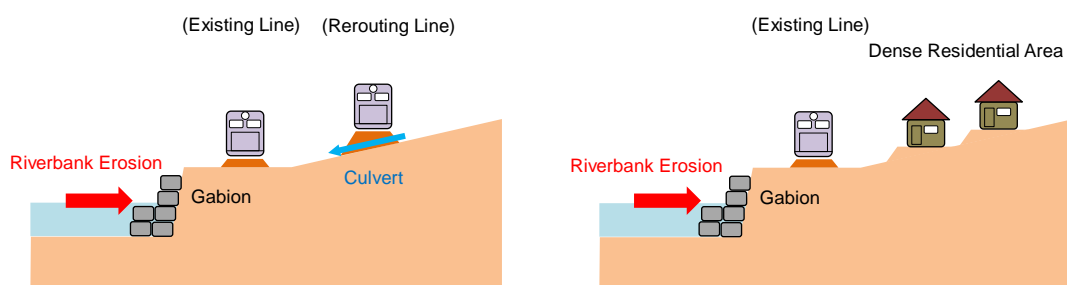 (Existing Line) (Rerouting Line)
Riverbank Erosion
Gabion
Culvert
(Existing Line)
Dense Residential Area
Riverbank Erosion
Gabion